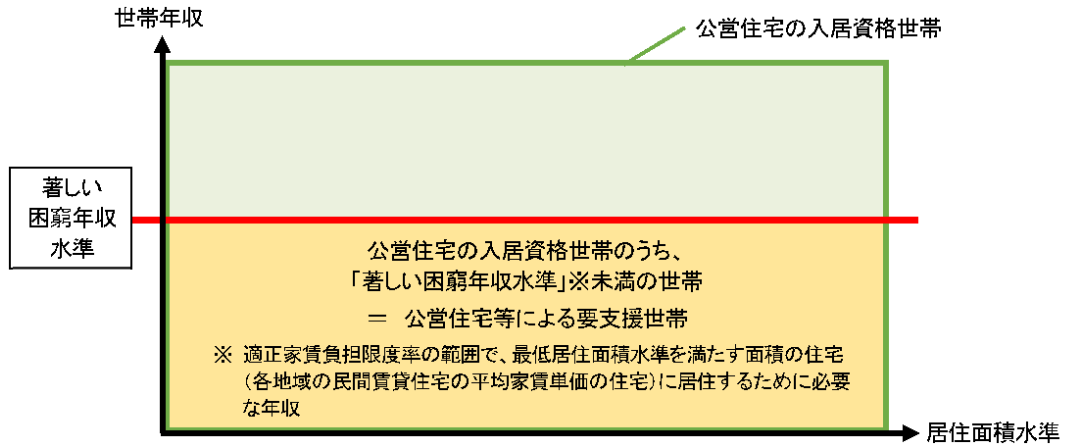 世帯年収
公営住宅の入居資格世帯
著しい
困窮年収
水準
公営住宅の入居資格世帯のうち、
「著しい困窮年収水準」※未満の世帯
＝ 公営住宅等による要支援世帯
※ 適正家賃負担限度率の範囲で、最低居住面積水準を満たす面積の住宅
（各地域の民間賃貸住宅の平均家賃単価の住宅）に居住するために必要
な年収
居住面積水準